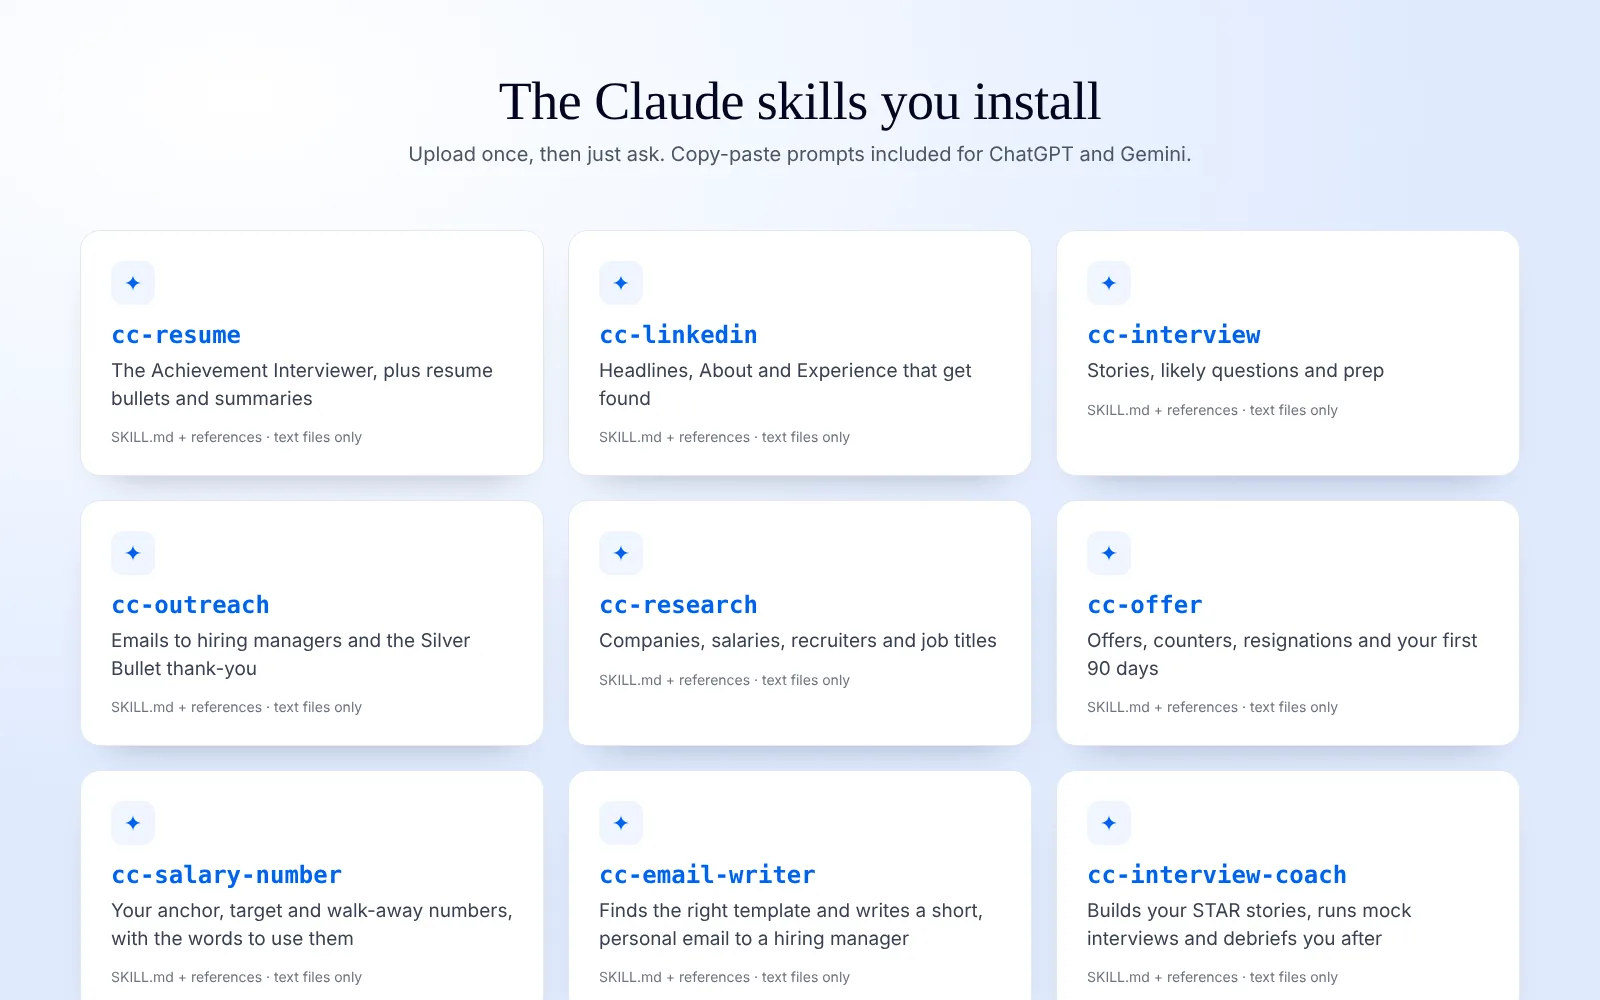 The Claude skills you install
Upload once, then just ask. Copy-paste prompts included for ChatGPT and Gemini.
cc-resume
The Achievement Interviewer, plus resume
bullets and summaries
SKILL.md + references · text files only
cc-linkedin
Headlines, About and Experience that get
found
SKILL.md + references · text files only
cc-interview
Stories, likely questions and prep
SKILL.md + references · text files only
cc-outreach
Emails to hiring managers and the Silver
Bullet thank-you
SKILL.md + references · text files only
cc-research
Companies, salaries, recruiters and job titles
SKILL.md + references · text files only
cc-offer
Offers, counters, resignations and your first
90 days
SKILL.md + references · text files only
cc-salary-number
Your anchor, target and walk-away numbers,
with the words to use them
SKILL.md + references · text files only
cc-email-writer
Finds the right template and writes a short,
personal email to a hiring manager
SKILL.md + references · text files only
cc-interview-coach
Builds your STAR stories, runs mock
interviews and debriefs you after
SKILL.md + references · text files only